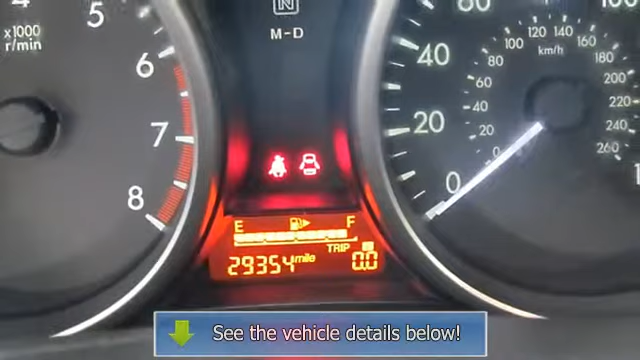 4
5
6
7
8
x1000
r/min
N
M-D
E F
TRIP
29354 mile 0.0
0
20
40
60
20
40
60
80
100
120
140
160
180
200
220
240
260
km/h
See the vehicle details below!